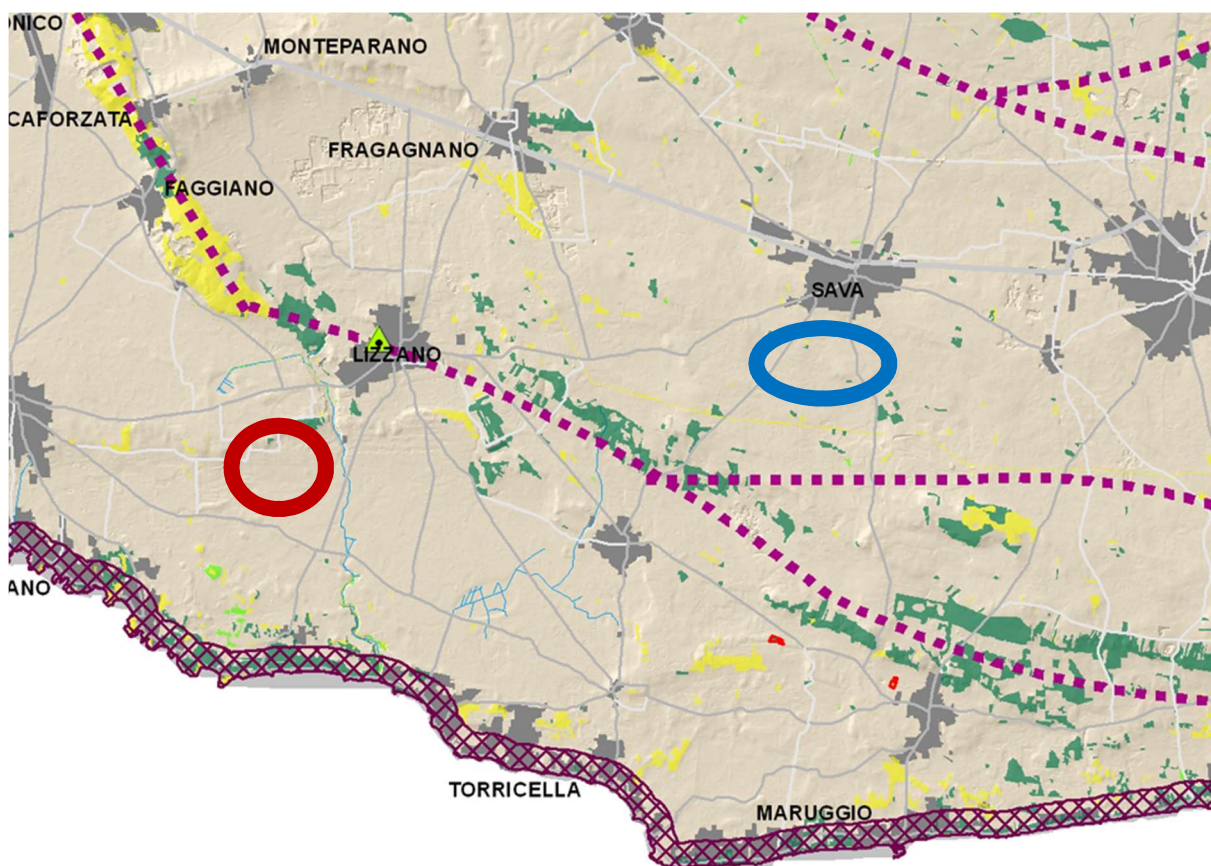 ONICO
MONTEPARANO
CAFORZATA
FRAGAGNANO
FAGGIANO
SAVA
LIZZANO
ANO
TORRICELLA
MARUGGIO